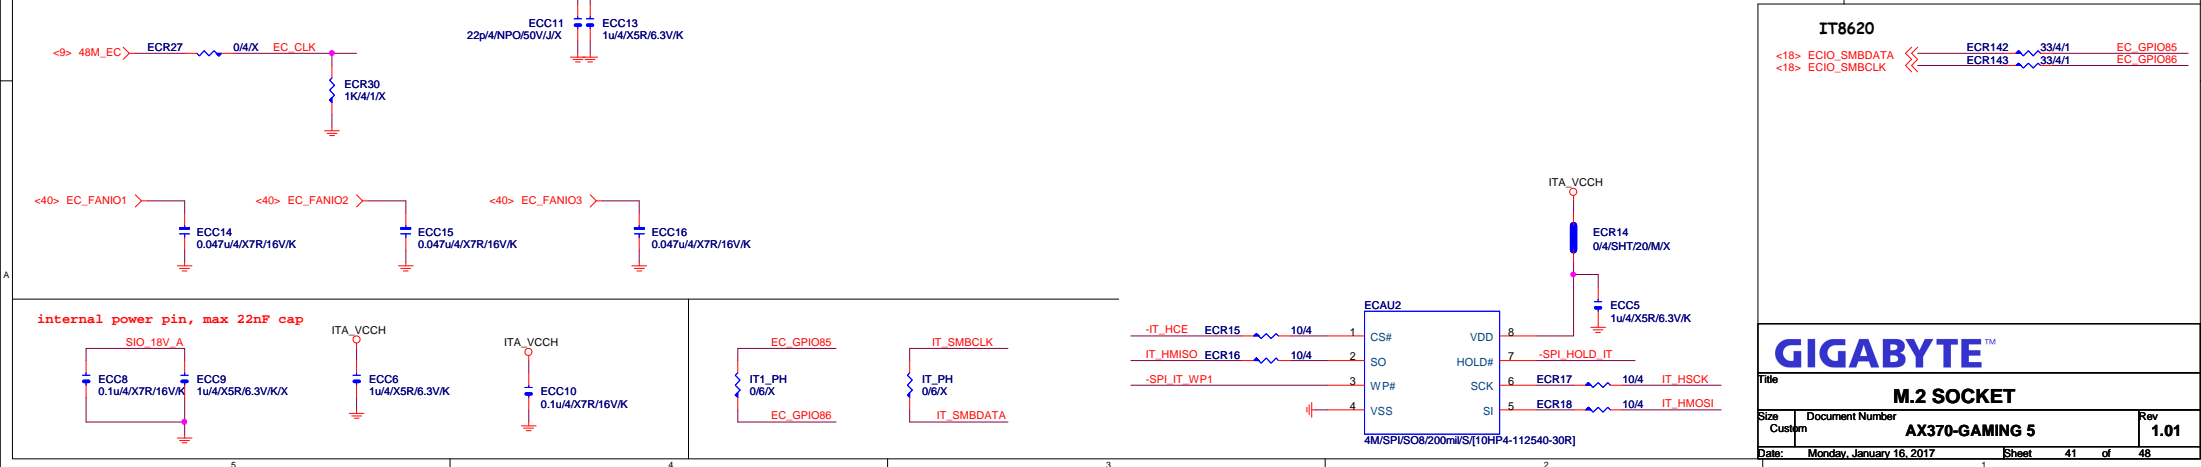 ECC11
22p/4/NPO/50V/J/X
ECC13
1u/4/X5R/6.3V/K
<9> 48M_EC
ECR27
0/4/X
EC_CLK
ECR30
1K/4/1/X
IT8620
<18> ECIO_SMBDATA
ECR142
33/4/1
EC_GPIO85
<18> ECIO_SMBCLK
ECR143
33/4/1
EC_GPIO86
<40> EC_FANIO1
ECC14
0.047u/4/X7R/16V/K
<40> EC_FANIO2
ECC15
0.047u/4/X7R/16V/K
<40> EC_FANIO3
ECC16
0.047u/4/X7R/16V/K
ITA_VCCH
ECR14
0/4/SHT/20/M/X
ECC5
1u/4/X5R/6.3V/K
A
internal power pin, max 22nF cap
SIO_18V_A
ECC8
0.1u/4/X7R/16V/K
ECC9
1u/4/X5R/6.3V/K/X
ITA_VCCH
ECC6
1u/4/X5R/6.3V/K
ITA_VCCH
ECC10
0.1u/4/X7R/16V/K
EC_GPIO85
IT1_PH
0/6/X
EC_GPIO86
IT_SMBCLK
IT_PH
0/6/X
IT_SMBDATA
ECAU2
-IT_HCE
ECR15
10/4
1
CS#
VDD
8
IT_HMISO
ECR16
10/4
2
SO
HOLD#
7
-SPI_HOLD_IT
-SPI_IT_WP1
3
WP#
SCK
6
ECR17
10/4
IT_HSCK
4
VSS
SI
5
ECR18
10/4
IT_HMOSI
4M/SPI/SO8/200mil/S/[10HP4-112540-30R]
GIGABYTE™
Title
M.2 SOCKET
Size
Custom
Document Number
AX370-GAMING 5
Rev
1.01
Date: Monday, January 16, 2017
Sheet 41 of 48
5
4
3
2
1